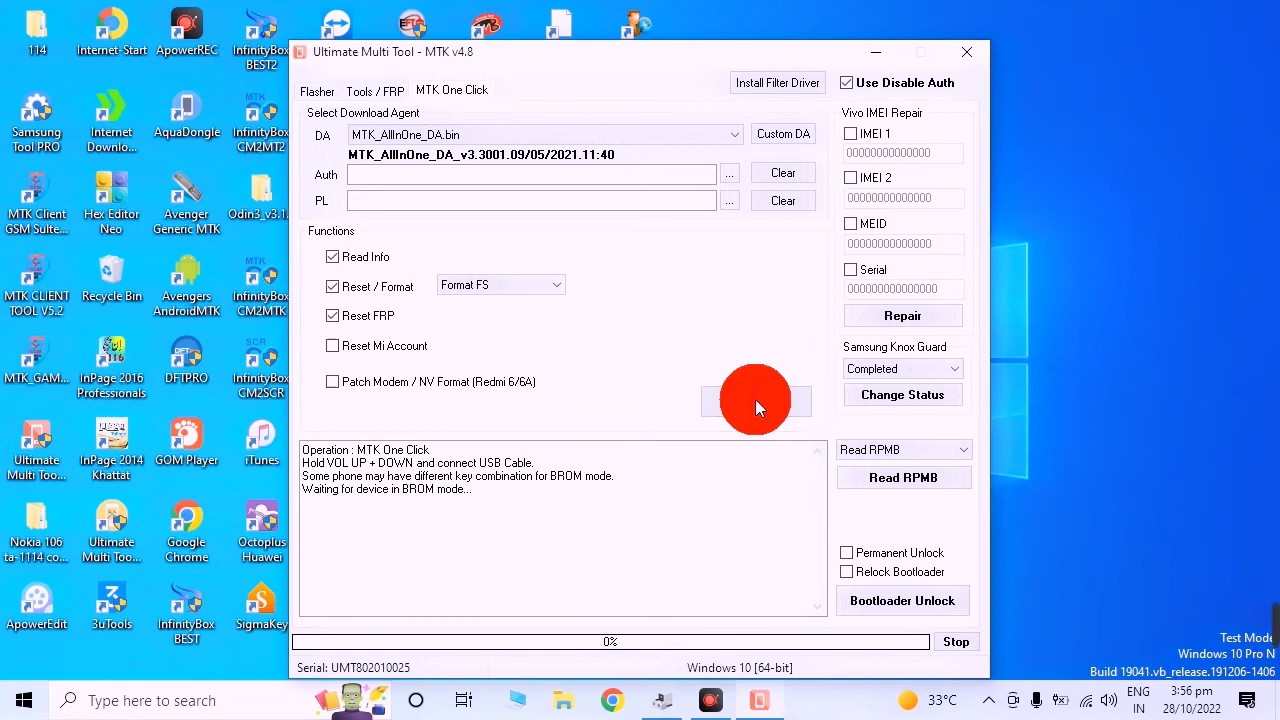 114
Internet-Start
ApowerREC
InfinityBox
BEST2
EFTA
Samsung
Tool PRO
Internet
Downlo...
AquaDongle
MTK
InfinityBox
CM2MT2
MTK Client
GSM Suite...
Hex Editor
Neo
Avenger
Generic MTK
Odin3_v3.1.
MTK CLIENT
TOOL V5.2
Recycle Bin
Avengers
AndroidMTK
MTK
InfinityBox
CM2MTK
MTK_GAM...
InPage 2016
Professionals
DFT
DFTPRO
SCR
InfinityBox
CM2SCR
Ultimate
Multi Too...
InPage 2014
Khattat
GOM Player
iTunes
Nokia 106
ta-1114 co...
Ultimate
Multi Too...
Google
Chrome
Octoplus
Huawei
ApowerEdit
3uTools
InfinityBox
BEST
SigmaKey
Ultimate Multi Tool - MTK v4.8
Flasher
Tools / FRP
MTK One Click
Install Filter Driver
Use Disable Auth
Select Download Agent
DA
MTK_AllInOne_DA.bin
Custom DA
MTK_AllInOne_DA_v3.3001.09/05/2021.11:40
Auth
...
Clear
PL
...
Clear
Functions
Read Info
Reset / Format
Format FS
Reset FRP
Reset Mi Account
Patch Modem / NV Format (Redmi 6/6A)
Operation : MTK One Click
Hold VOL UP + DOWN and connect USB Cable.
Some phone may have different key combination for BROM mode.
Waiting for device in BROM mode...
Vivo IMEI Repair
IMEI 1
00000000000000
IMEI 2
00000000000000
MEID
00000000000000
Serial
00000000000000
Repair
Samsung Knox Guard
Completed
Change Status
Read RPMB
Read RPMB
Permanent Unlock
Relock Bootloader
Bootloader Unlock
0%
Stop
Serial: UMT802010025
Windows 10 [64-bit]
Test Mode
Windows 10 Pro N
Build 19041.vb_release.191206-1406
Type here to search
33°C
ENG
IN
3:56 pm
28/10/2022